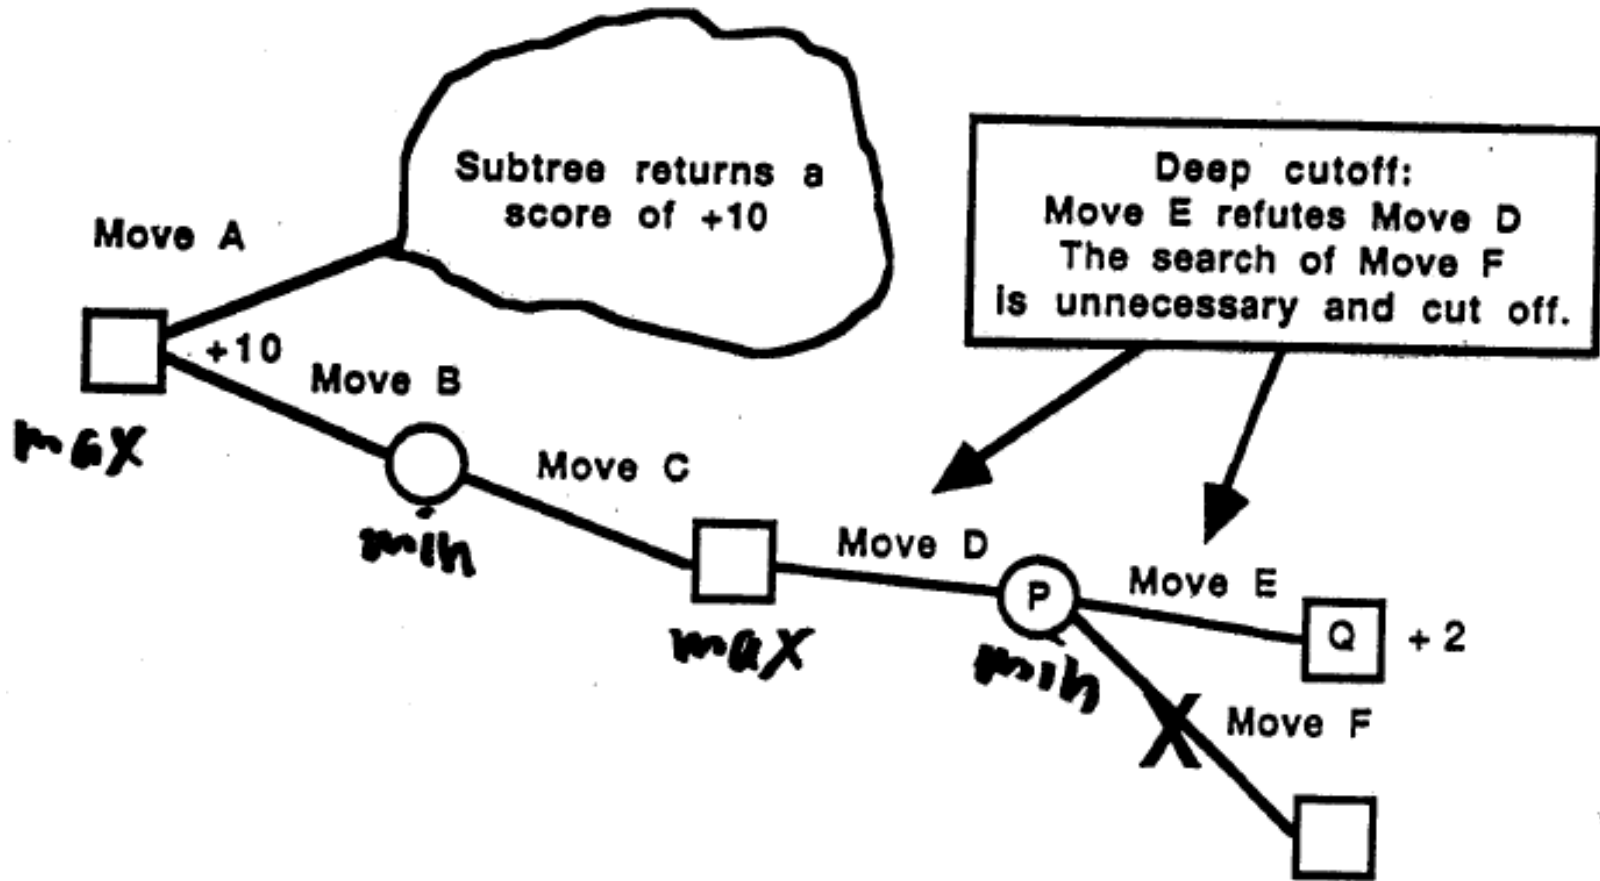 Subtree returns a
score of +10
Deep cutoff:
Move E refutes Move D
The search of Move F
is unnecessary and cut off.
Move A
+10
Move B
max
Move C
min
Move D
max
P
Move E
min
Q
+2
Move F
X